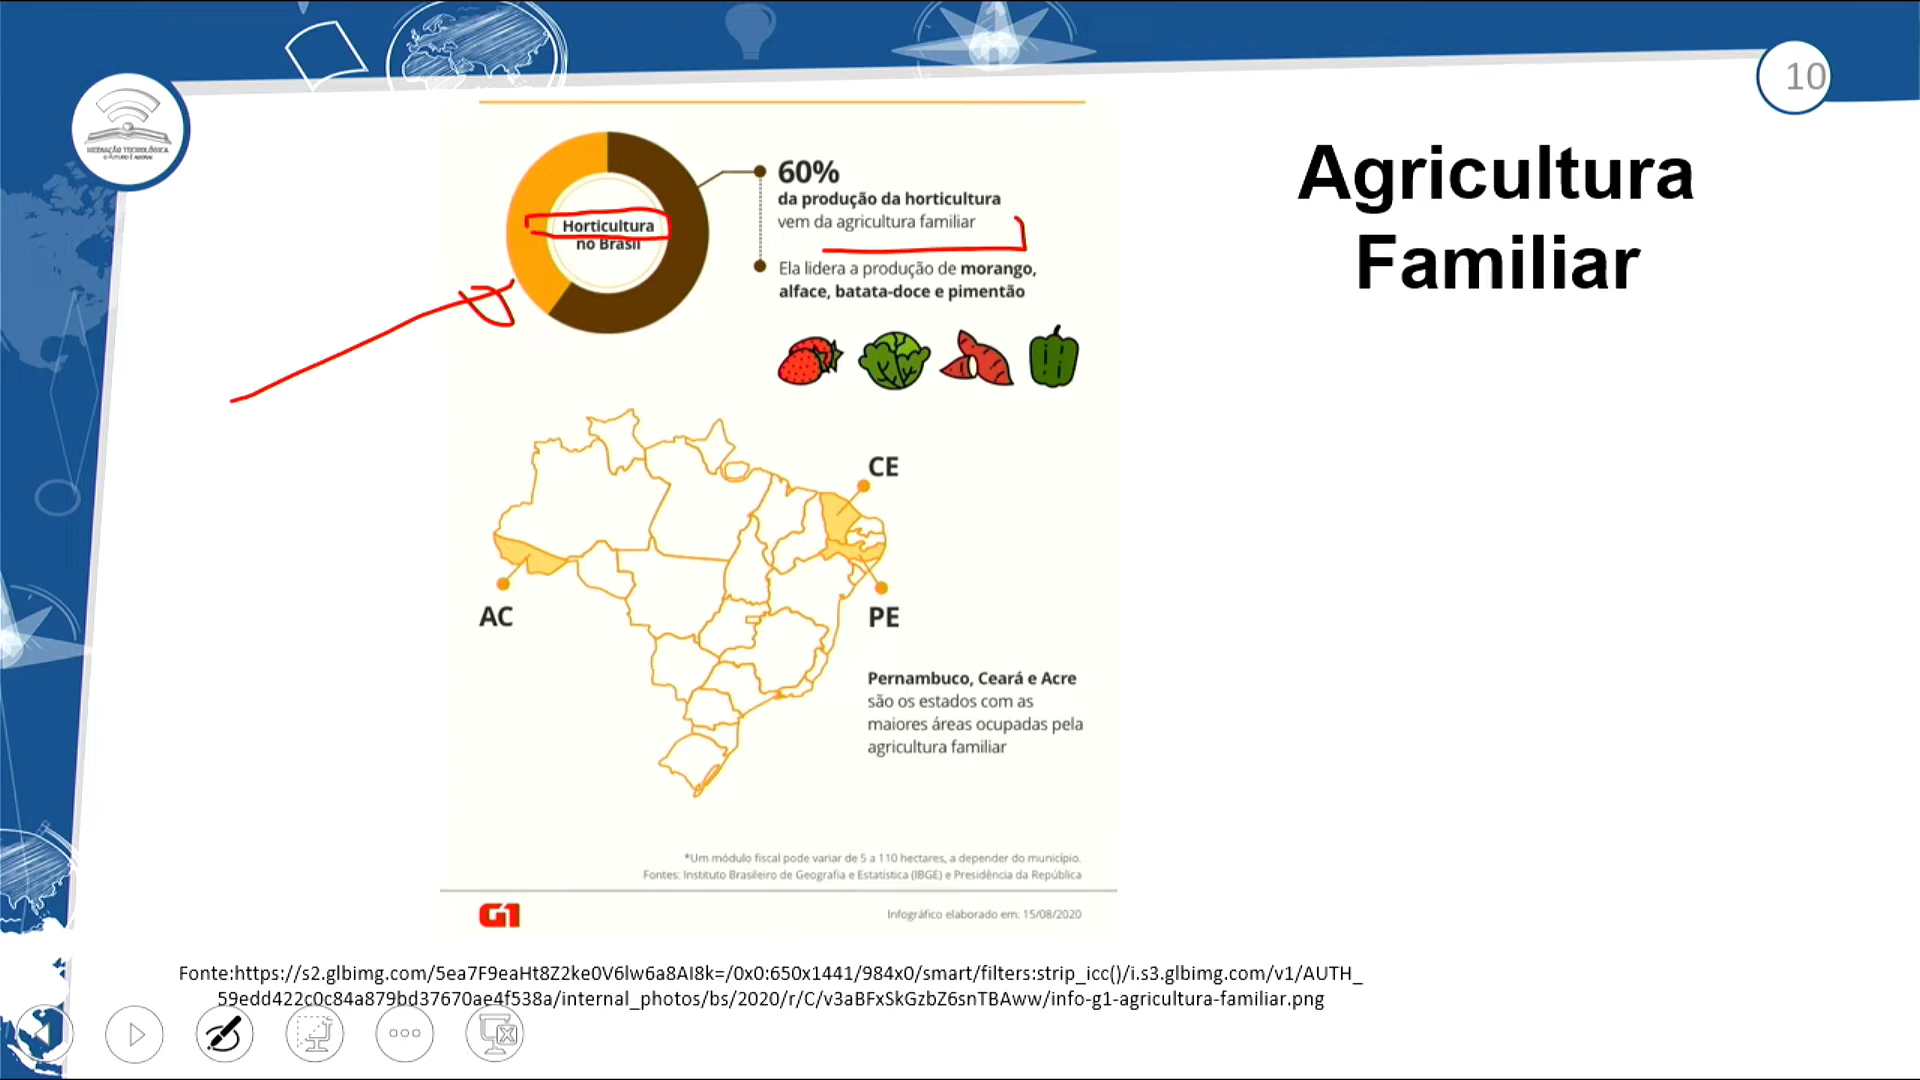 10
MEDIAÇÃO TECNOLÓGICA
O FUTURO É AGORA!
Agricultura
Familiar
Horticultura
no Brasil
60%
da produção da horticultura
vem da agricultura familiar
Ela lidera a produção de morango,
alface, batata-doce e pimentão
CE
AC
PE
Pernambuco, Ceará e Acre
são os estados com as
maiores áreas ocupadas pela
agricultura familiar
*Um módulo fiscal pode variar de 5 a 110 hectares, a depender do município.
Fontes: Instituto Brasileiro de Geografia e Estatística (IBGE) e Presidência da República
G1
Infográfico elaborado em: 15/08/2020
Fonte:https://s2.glbimg.com/5ea7F9eaHt8Z2ke0V6lw6a8AI8k=/0x0:650x1441/984x0/smart/filters:strip_icc()/i.s3.glbimg.com/v1/AUTH_
59edd422c0c84a879bd37670ae4f538a/internal_photos/bs/2020/r/C/v3aBFxSkGzbZ6snTBAww/info-g1-agricultura-familiar.png